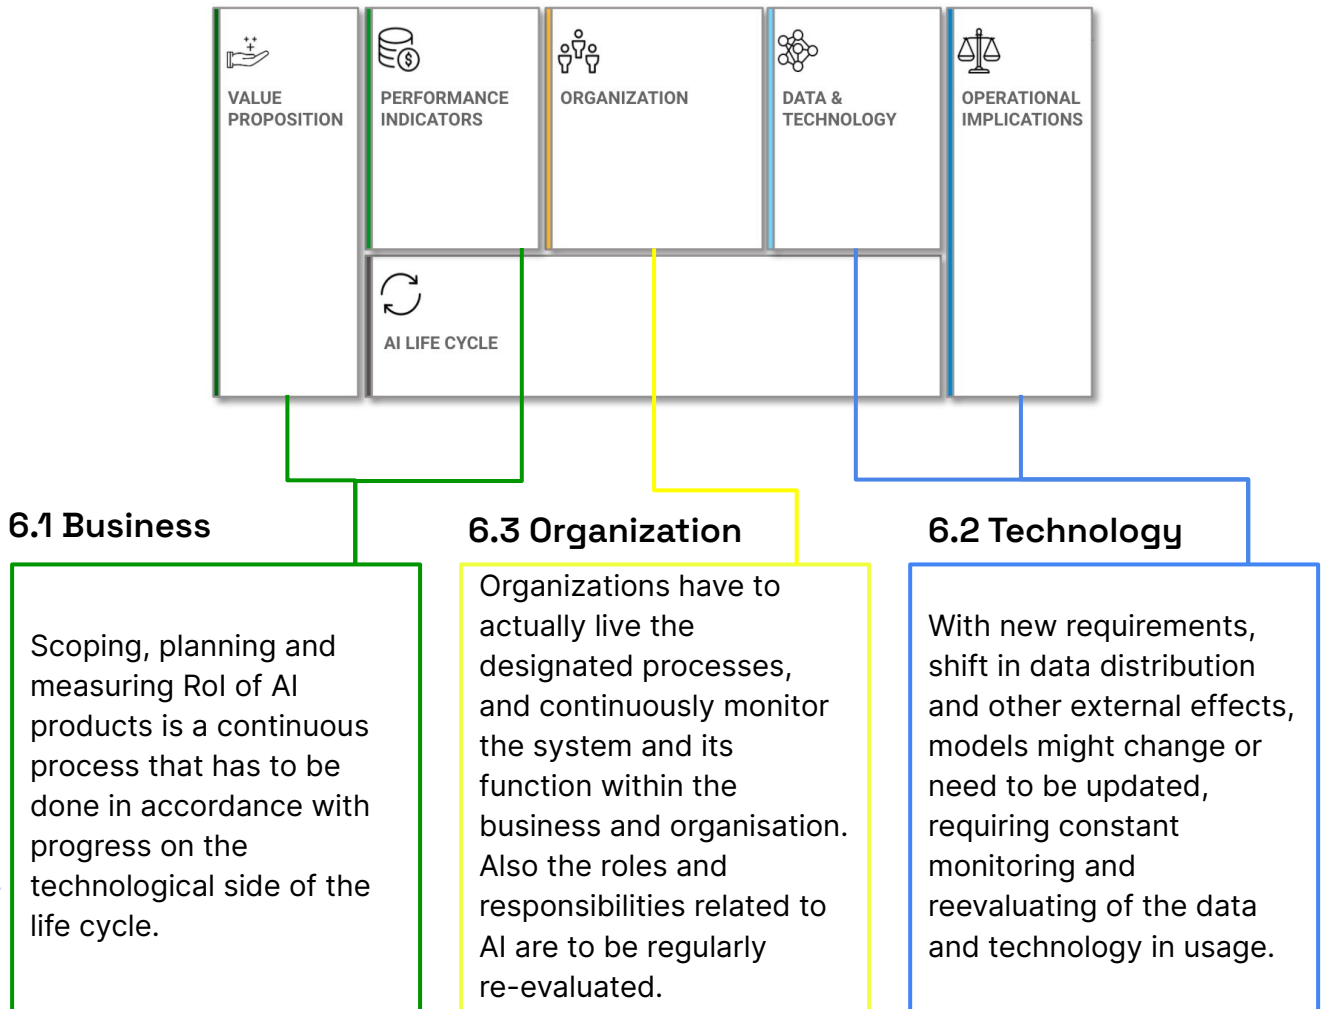 VALUE
PROPOSITION
PERFORMANCE
INDICATORS
ORGANIZATION
DATA &
TECHNOLOGY
OPERATIONAL
IMPLICATIONS
AI LIFE CYCLE
6.1 Business
Scoping, planning and
measuring RoI of AI
products is a continuous
process that has to be
done in accordance with
progress on the
technological side of the
life cycle.
6.3 Organization
Organizations have to
actually live the
designated processes,
and continuously monitor
the system and its
function within the
business and organisation.
Also the roles and
responsibilities related to
AI are to be regularly
re-evaluated.
6.2 Technology
With new requirements,
shift in data distribution
and other external effects,
models might change or
need to be updated,
requiring constant
monitoring and
reevaluating of the data
and technology in usage.